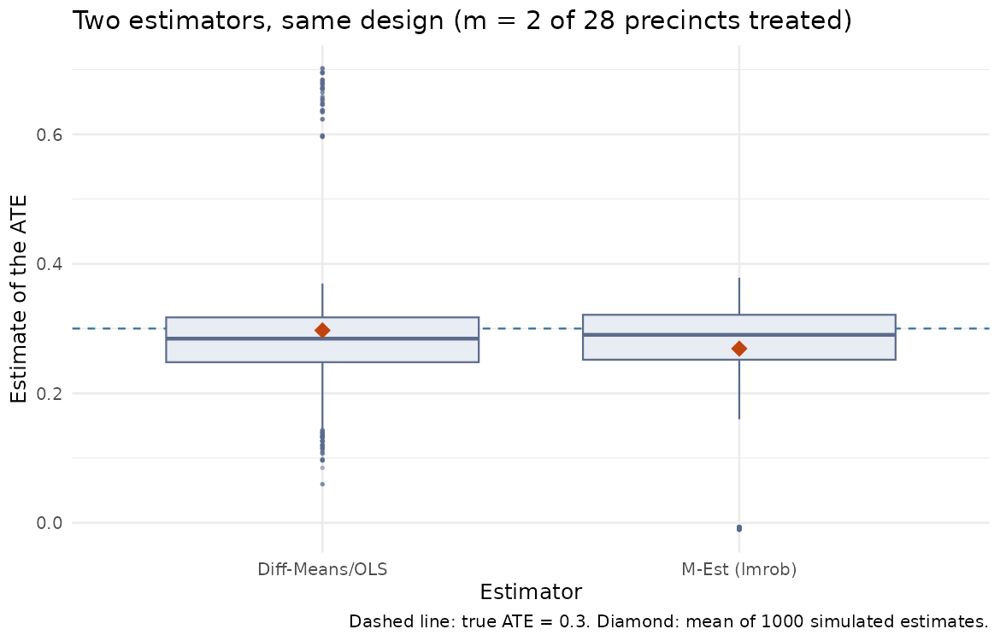 Two estimators, same design (m = 2 of 28 precincts treated)
Estimate of the ATE
0.6
0.4
0.2
0.0
Diff-Means/OLS
M-Est (lmrob)
Estimator
Dashed line: true ATE = 0.3. Diamond: mean of 1000 simulated estimates.